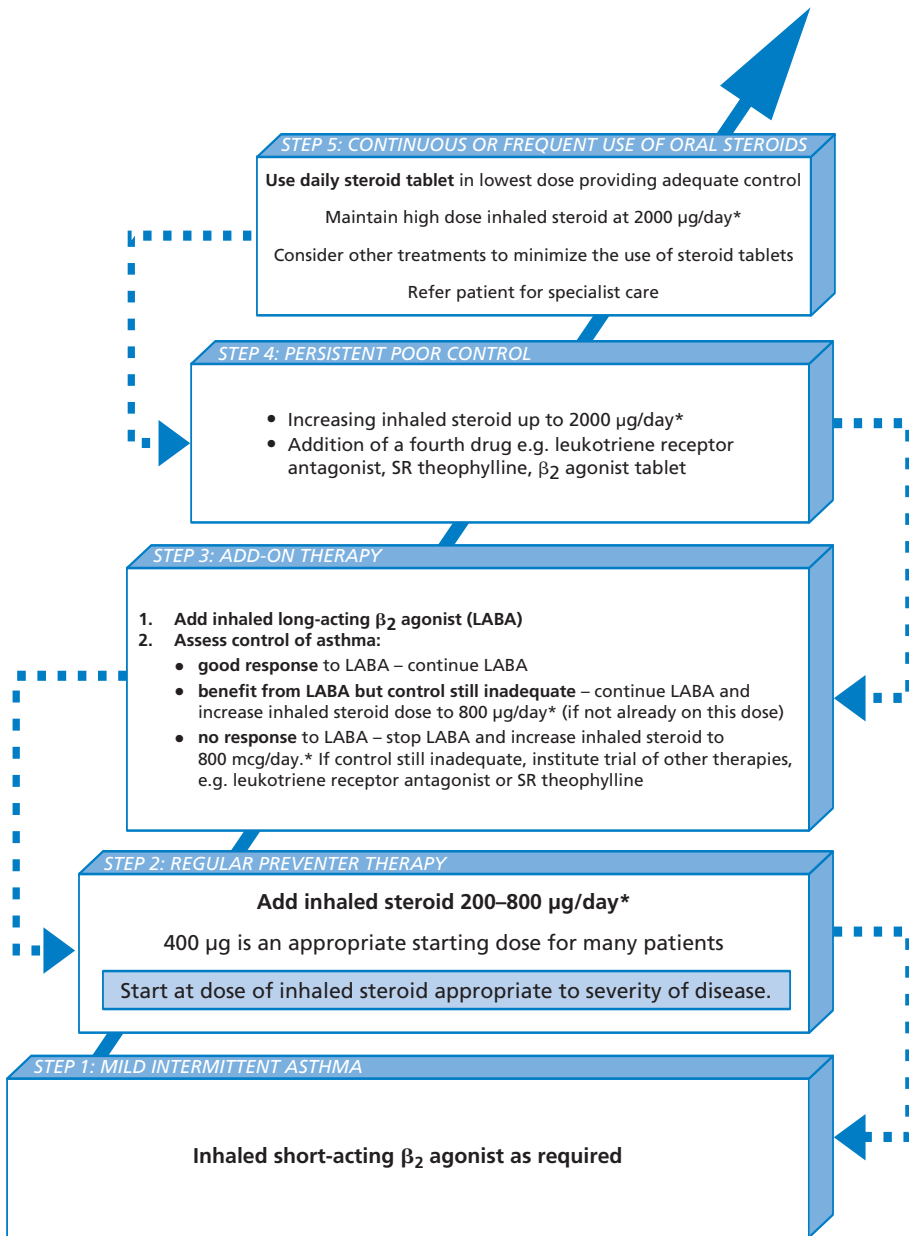 STEP 5: CONTINUOUS OR FREQUENT USE OF ORAL STEROIDS
Use daily steroid tablet in lowest dose providing adequate control
Maintain high dose inhaled steroid at 2000 µg/day*
Consider other treatments to minimize the use of steroid tablets
Refer patient for specialist care
STEP 4: PERSISTENT POOR CONTROL
• Increasing inhaled steroid up to 2000 µg/day*
• Addition of a fourth drug e.g. leukotriene receptor
antagonist, SR theophylline, β2 agonist tablet
STEP 3: ADD-ON THERAPY
1. Add inhaled long-acting β2 agonist (LABA)
2. Assess control of asthma:
• good response to LABA – continue LABA
• benefit from LABA but control still inadequate – continue LABA and
increase inhaled steroid dose to 800 µg/day* (if not already on this dose)
• no response to LABA – stop LABA and increase inhaled steroid to
800 mcg/day.* If control still inadequate, institute trial of other therapies,
e.g. leukotriene receptor antagonist or SR theophylline
STEP 2: REGULAR PREVENTER THERAPY
Add inhaled steroid 200–800 µg/day*
400 µg is an appropriate starting dose for many patients
Start at dose of inhaled steroid appropriate to severity of disease.
STEP 1: MILD INTERMITTENT ASTHMA
Inhaled short-acting β2 agonist as required